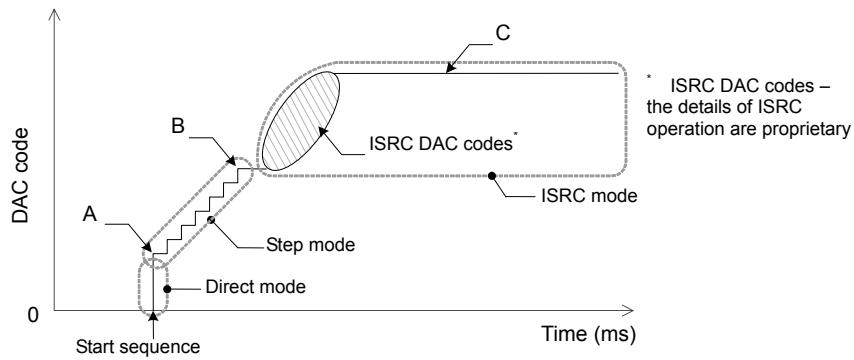 C
* ISRC DAC codes –
the details of ISRC
operation are proprietary
B
ISRC DAC codes*
DAC code
ISRC mode
A
Step mode
Direct mode
0
Time (ms)
Start sequence